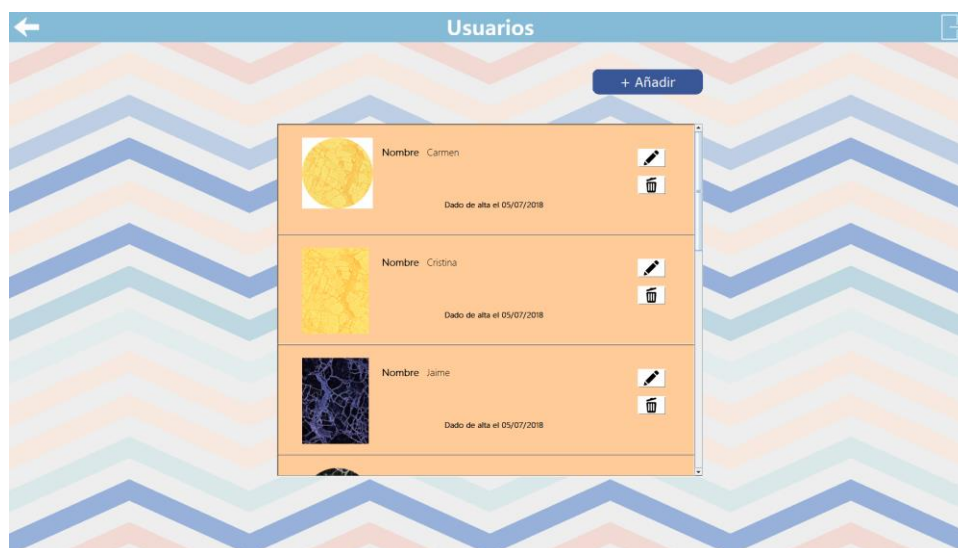 Usuarios
+ Añadir
Nombre Carmen
Dado de alta el 05/07/2018
Nombre Cristina
Dado de alta el 05/07/2018
Nombre Jaime
Dado de alta el 05/07/2018